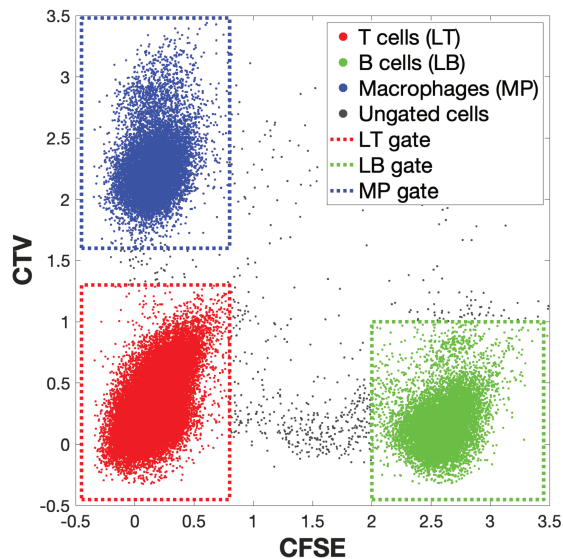 3.5
3
2.5
2
1.5
1
0.5
0
-0.5
CTV
T cells (LT)
B cells (LB)
Macrophages (MP)
Ungated cells
LT gate
LB gate
MP gate
-0.5 0 0.5 1 1.5 2 2.5 3 3.5
CFSE